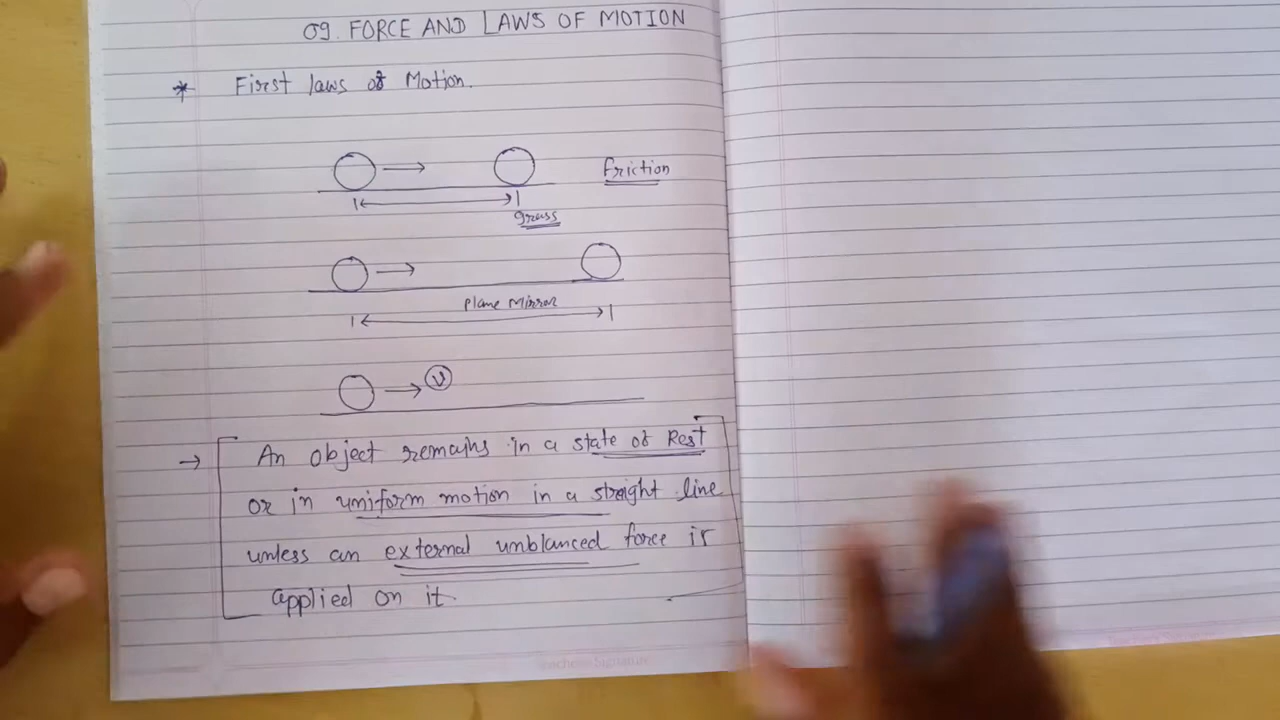 09. FORCE AND LAWS OF MOTION
* First laws of Motion.
friction
grass
Plane Mirror
v
→ An object remains in a state of Rest
or in uniform motion in a straight line
unless an external unblanced force is
applied on it.